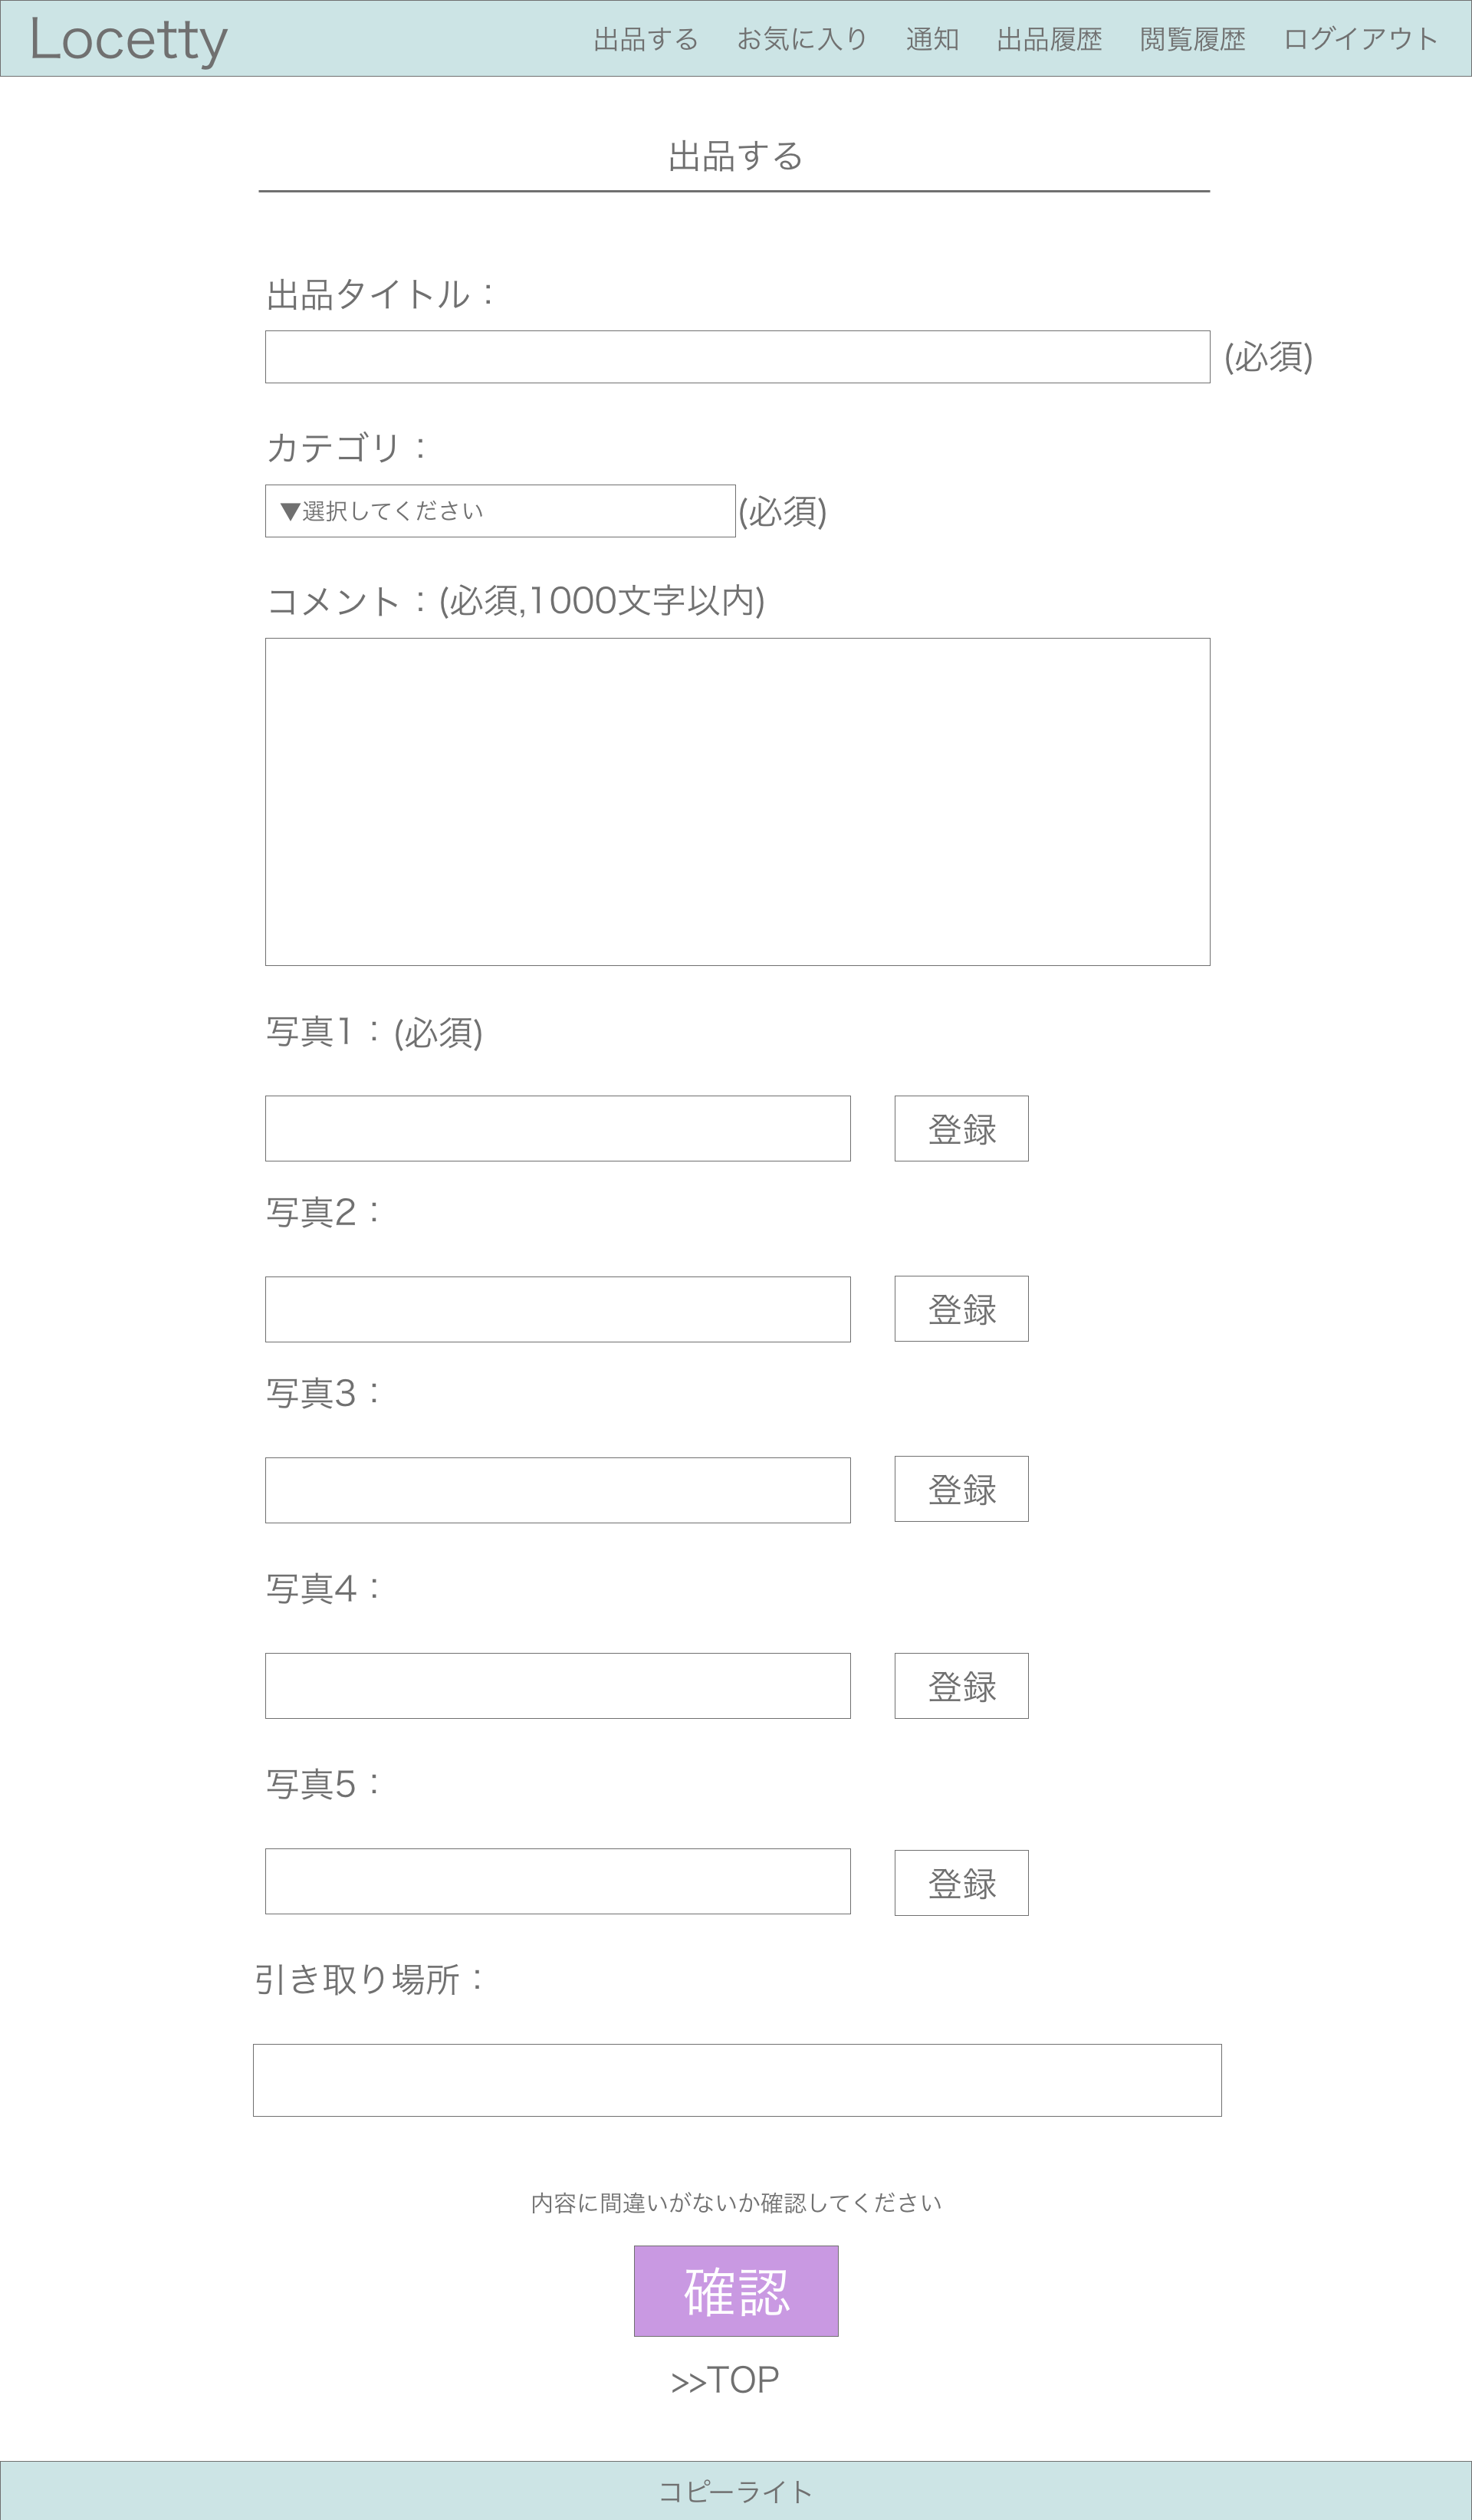 Locetty 出品する お気に入り 通知 出品履歴 閲覧履歴 ログイアウト
出品する
出品タイトル：
(必須)
カテゴリ：
▼選択してください (必須)
コメント：(必須,1000文字以内)
写真1：(必須)
登録
写真2：
登録
写真3：
登録
写真4：
登録
写真5：
登録
引き取り場所：
内容に間違いがないか確認してください
確認
>>TOP
コピーライト